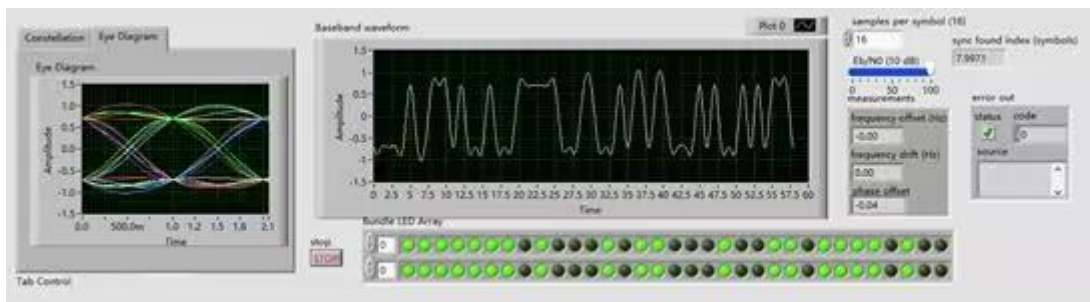 Constellation
Eye Diagram
Eye Diagram
Amplitude
1.5
1.0
0.5
0.0
-0.5
-1.0
-1.5
0.0 500.0m 1.0 1.2 1.5 1.8 2.1
Time
Tab Control
Baseband waveform
Plot 0
Amplitude
1.5
1
0.5
0
-0.5
-1
-1.5
0 2.5 5 7.5 10 12.5 15 17.5 20 22.5 25 27.5 30 32.5 35 37.5 40 42.5 45 47.5 50 52.5 55 57.5 60
Time
Bundle LED Array
stop
STOP
0
0
samples per symbol (16)
16
Eb/N0 (10 dB)
0 50 100
measurements
frequency offset (Hz)
-0.00
frequency drift (Hz)
0.00
phase offset
-0.04
sync found index (symbols)
7.9971
error out
status code
0
source